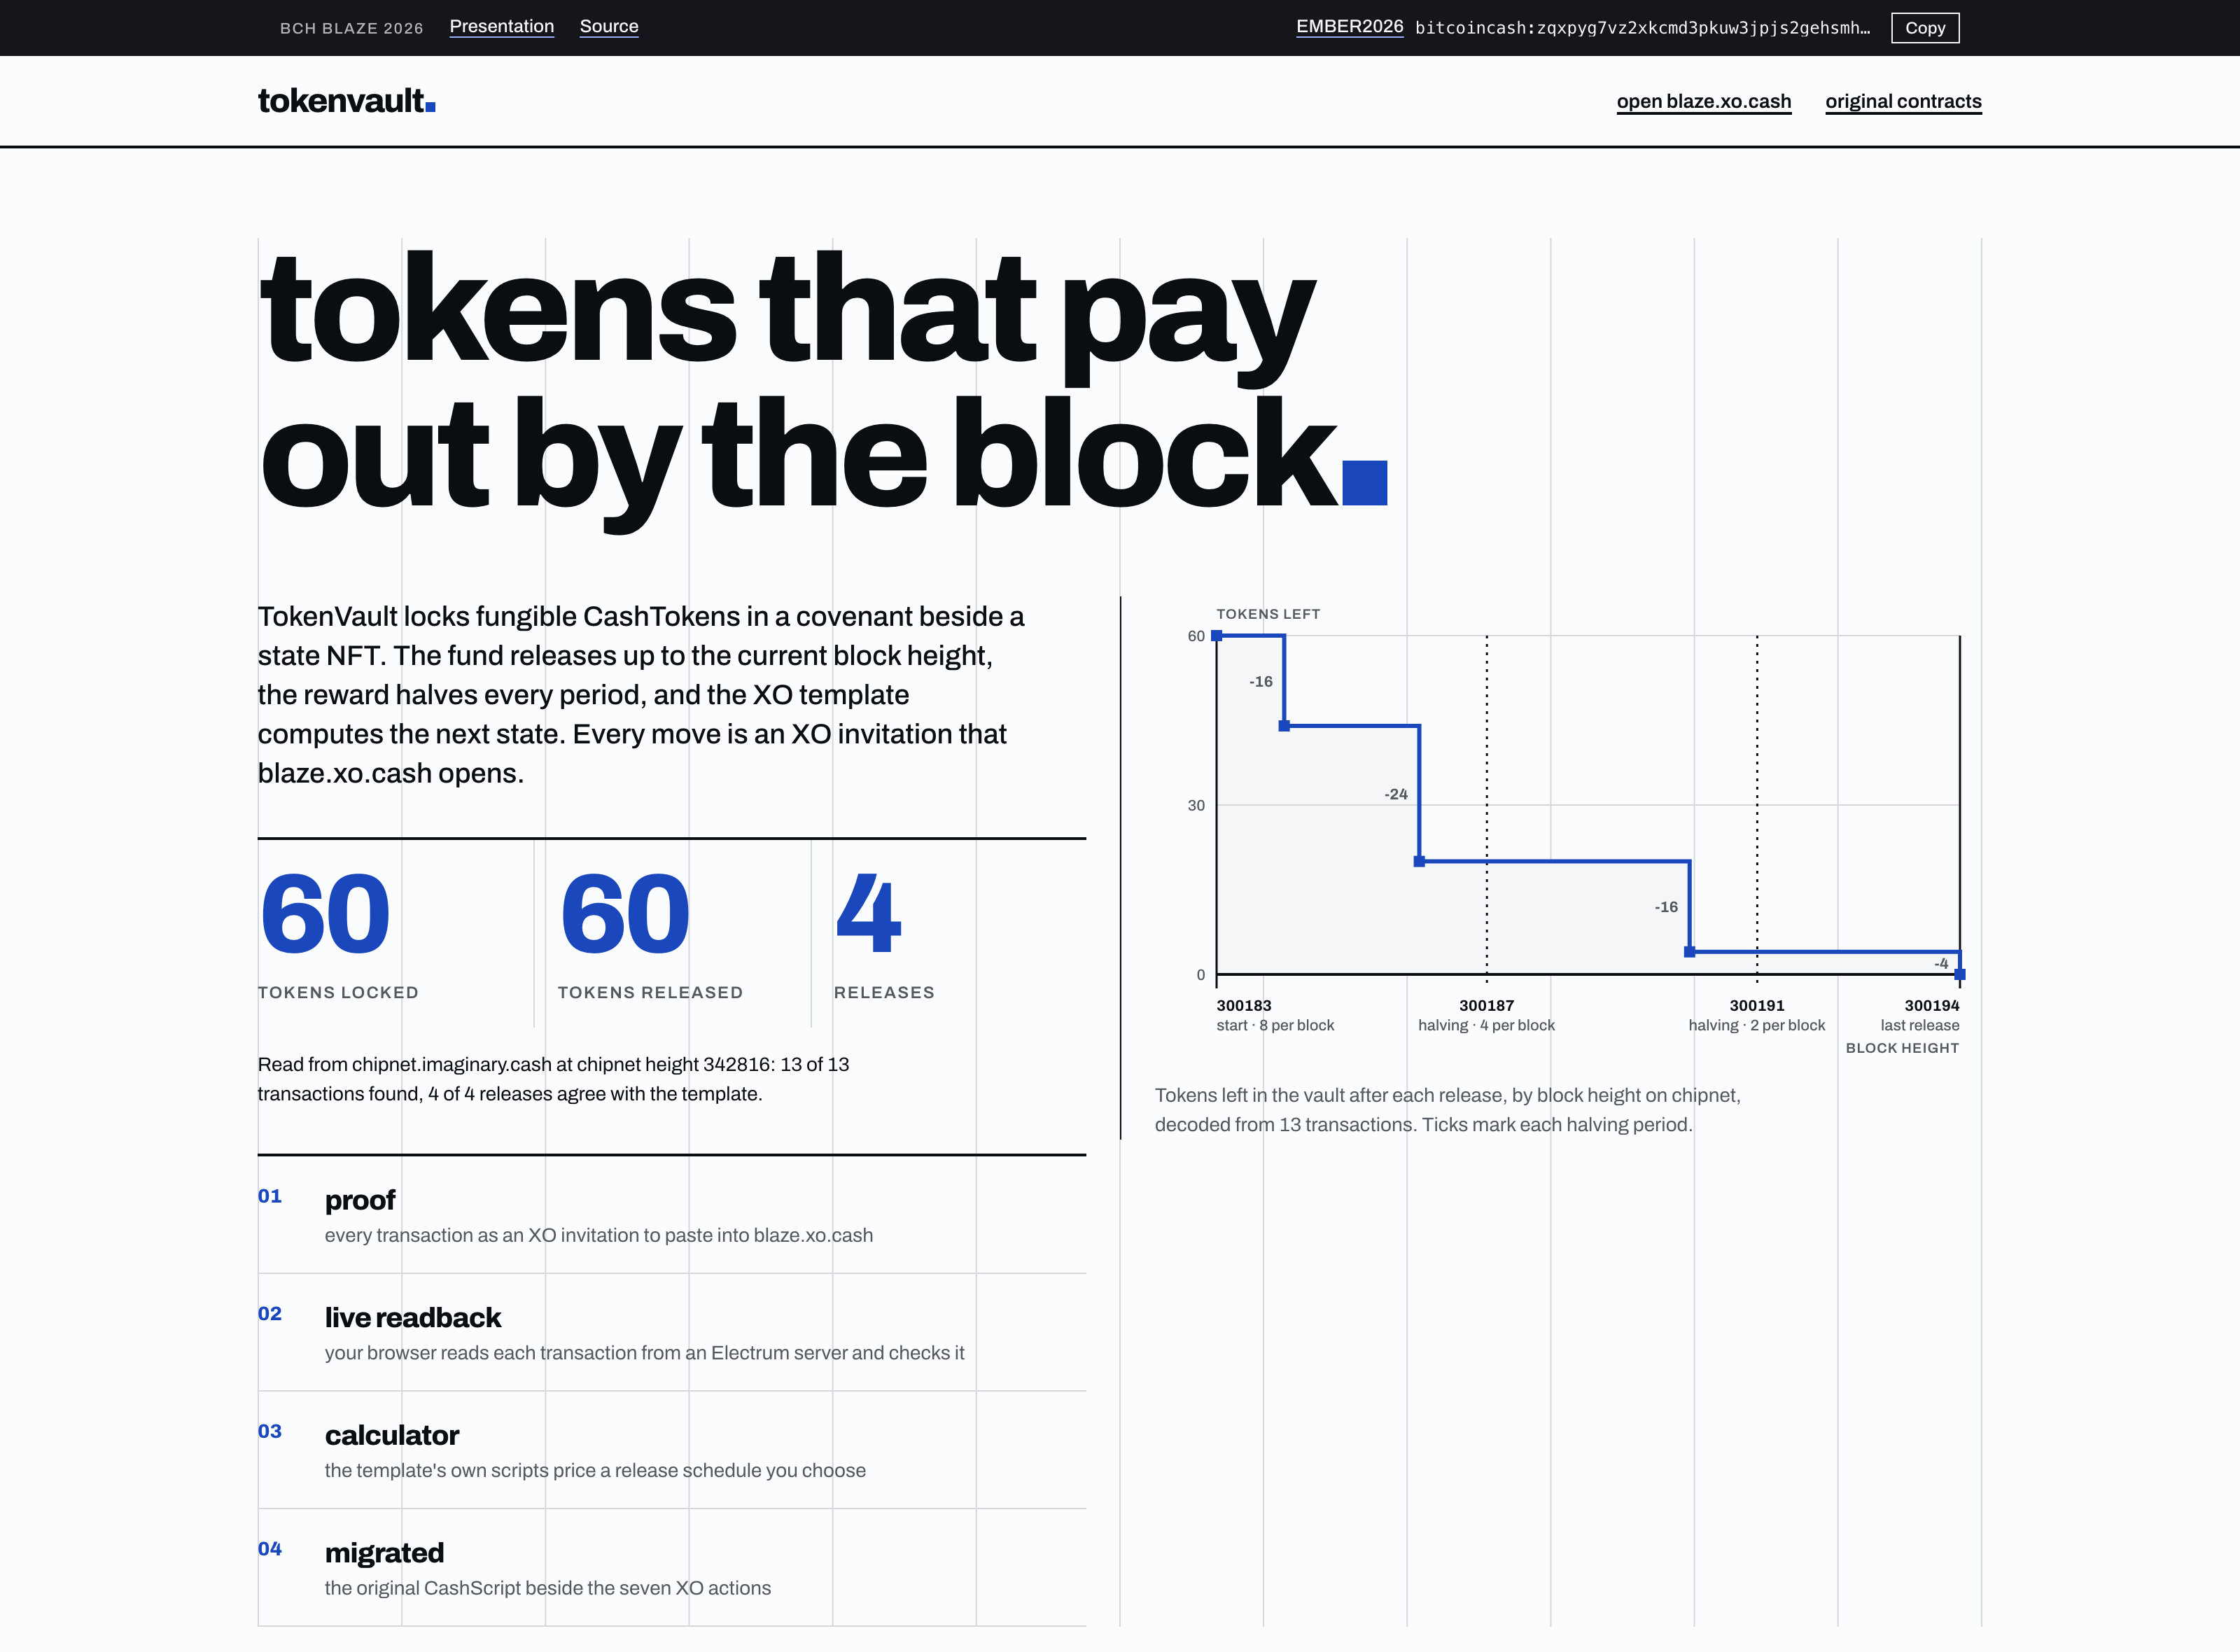 BCH BLAZE 2026 Presentation Source EMBER2026 bitcoincash:zqxpyg7vz2xkcmd3pkuw3jpjs2gehsmh… Copy
tokenvault. open blaze.xo.cash original contracts
tokens that pay
out by the block.
TokenVault locks fungible CashTokens in a covenant beside a
state NFT. The fund releases up to the current block height,
the reward halves every period, and the XO template
computes the next state. Every move is an XO invitation that
blaze.xo.cash opens.
60 60 4
TOKENS LOCKED TOKENS RELEASED RELEASES
Read from chipnet.imaginary.cash at chipnet height 342816: 13 of 13
transactions found, 4 of 4 releases agree with the template.
TOKENS LEFT
60
-16
-24
30
-16
-4
0
300183 300187 300191 300194
start · 8 per block halving · 4 per block halving · 2 per block last release
BLOCK HEIGHT
Tokens left in the vault after each release, by block height on chipnet,
decoded from 13 transactions. Ticks mark each halving period.
01 proof
every transaction as an XO invitation to paste into blaze.xo.cash
02 live readback
your browser reads each transaction from an Electrum server and checks it
03 calculator
the template's own scripts price a release schedule you choose
04 migrated
the original CashScript beside the seven XO actions